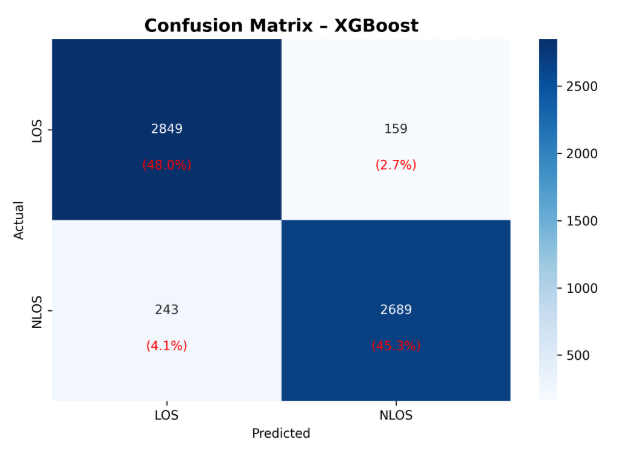 Confusion Matrix – XGBoost
2849
159
(48.0%)
(2.7%)
243
2689
(4.1%)
(45.3%)
LOS
NLOS
Actual
LOS
NLOS
Predicted
2500
2000
1500
1000
500